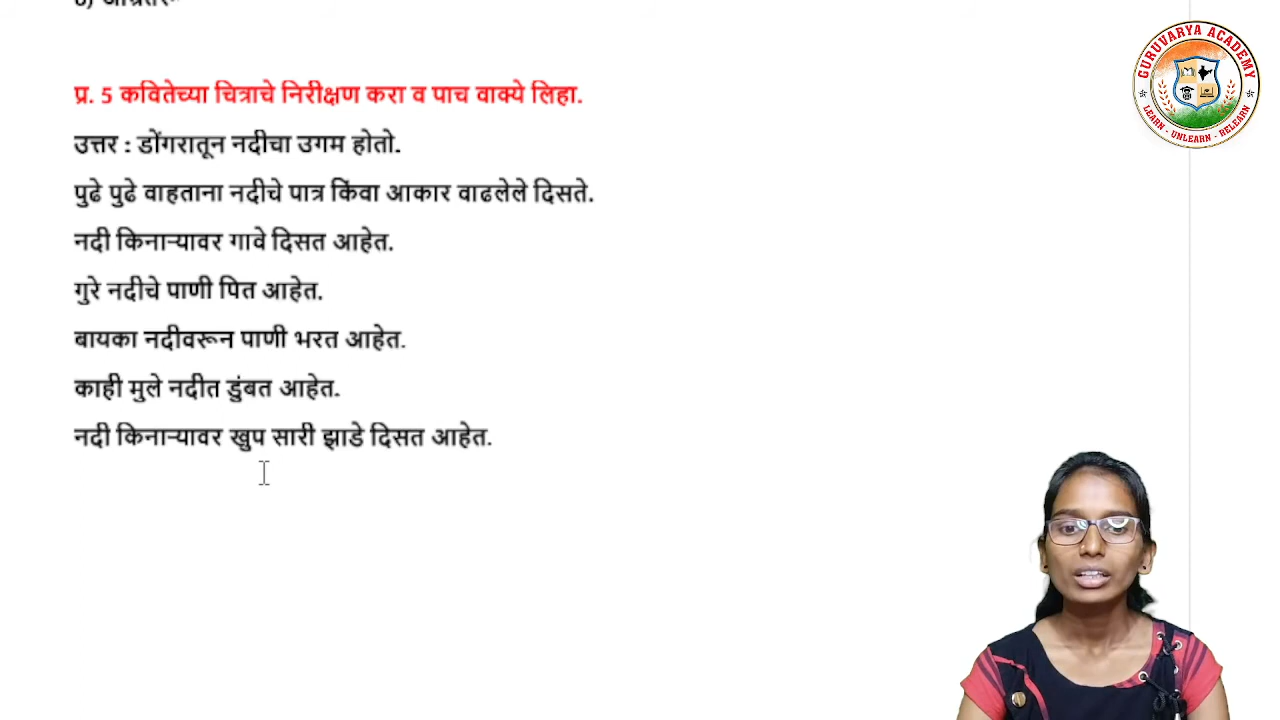 प्र. 5 कवितेच्या चित्राचे निरीक्षण करा व पाच वाक्ये लिहा.
उत्तर : डोंगरातून नदीचा उगम होतो.
पुढे पुढे वाहताना नदीचे पात्र किंवा आकार वाढलेले दिसते.
नदी किनाऱ्यावर गावे दिसत आहेत.
गुरे नदीचे पाणी पित आहेत.
बायका नदीवरून पाणी भरत आहेत.
काही मुले नदीत डुंबत आहेत.
नदी किनाऱ्यावर खुप सारी झाडे दिसत आहेत.
GURUVARYA ACADEMY
LEARN - UNLEARN - RELEARN